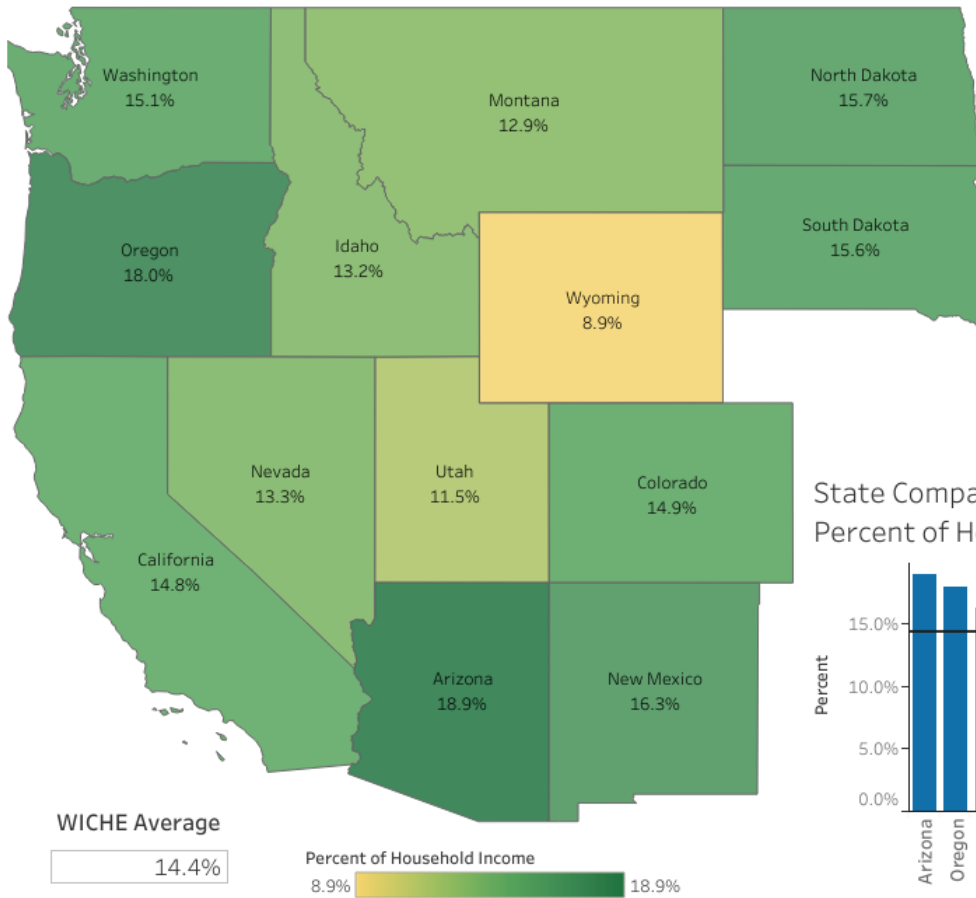 Washington
15.1%
Montana
12.9%
North Dakota
15.7%
Oregon
18.0%
Idaho
13.2%
South Dakota
15.6%
Wyoming
8.9%
Nevada
13.3%
Utah
11.5%
Colorado
14.9%
California
14.8%
Arizona
18.9%
New Mexico
16.3%
State Compa
Percent of H
Percent
15.0%
10.0%
5.0%
0.0%
Arizona
Oregon
WICHE Average
14.4%
Percent of Household Income
8.9%
18.9%